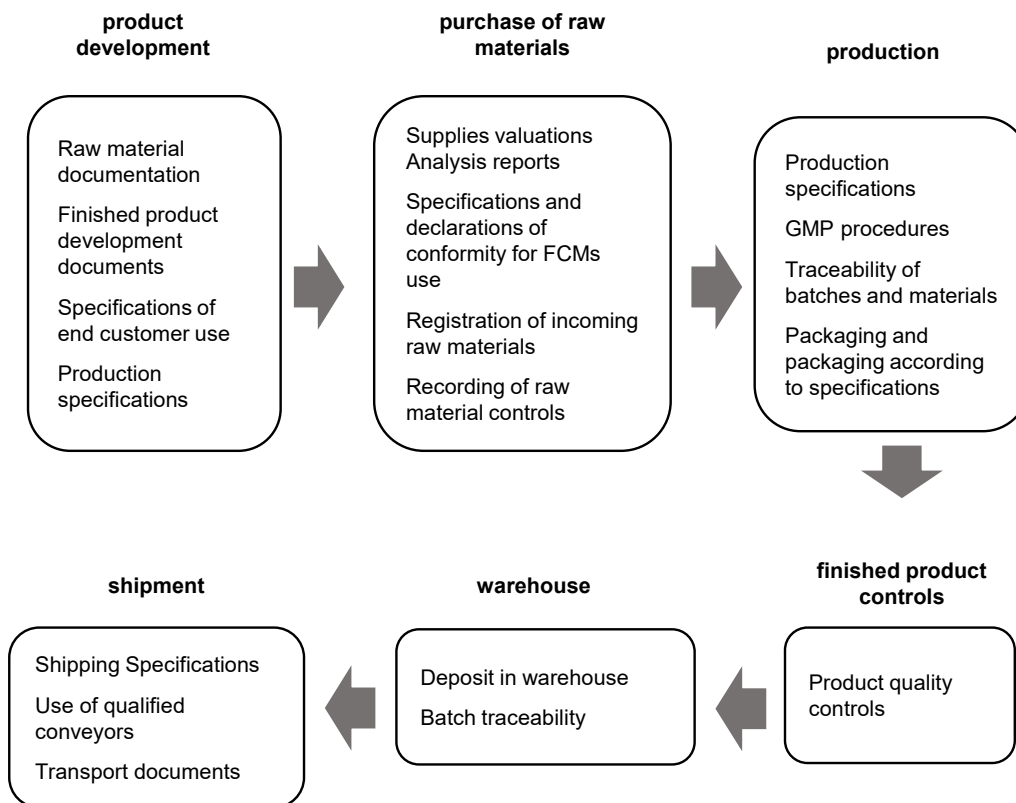 product
development
Raw material
documentation
Finished product
development
documents
Specifications of
end customer use
Production
specifications
purchase of raw
materials
Supplies valuations
Analysis reports
Specifications and
declarations of
conformity for FCMs
use
Registration of incoming
raw materials
Recording of raw
material controls
production
Production
specifications
GMP procedures
Traceability of
batches and materials
Packaging and
packaging according
to specifications
finished product
controls
Product quality
controls
warehouse
Deposit in warehouse
Batch traceability
shipment
Shipping Specifications
Use of qualified
conveyors
Transport documents